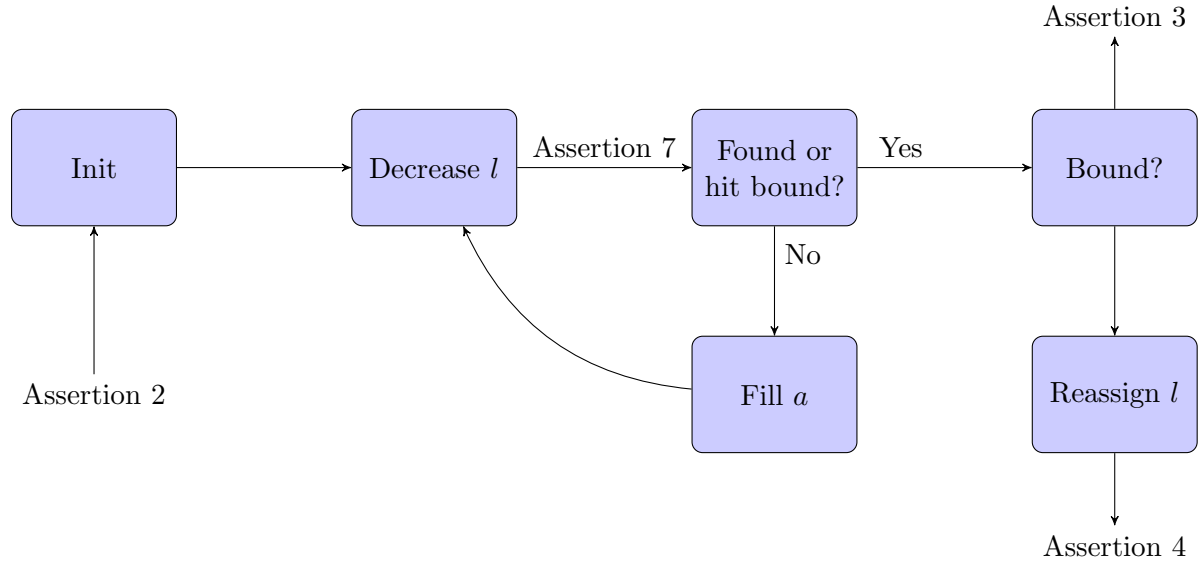 Assertion 3
Init
Decrease l
Assertion 7
Found or
hit bound?
Yes
Bound?
No
Assertion 2
Fill a
Reassign l
Assertion 4